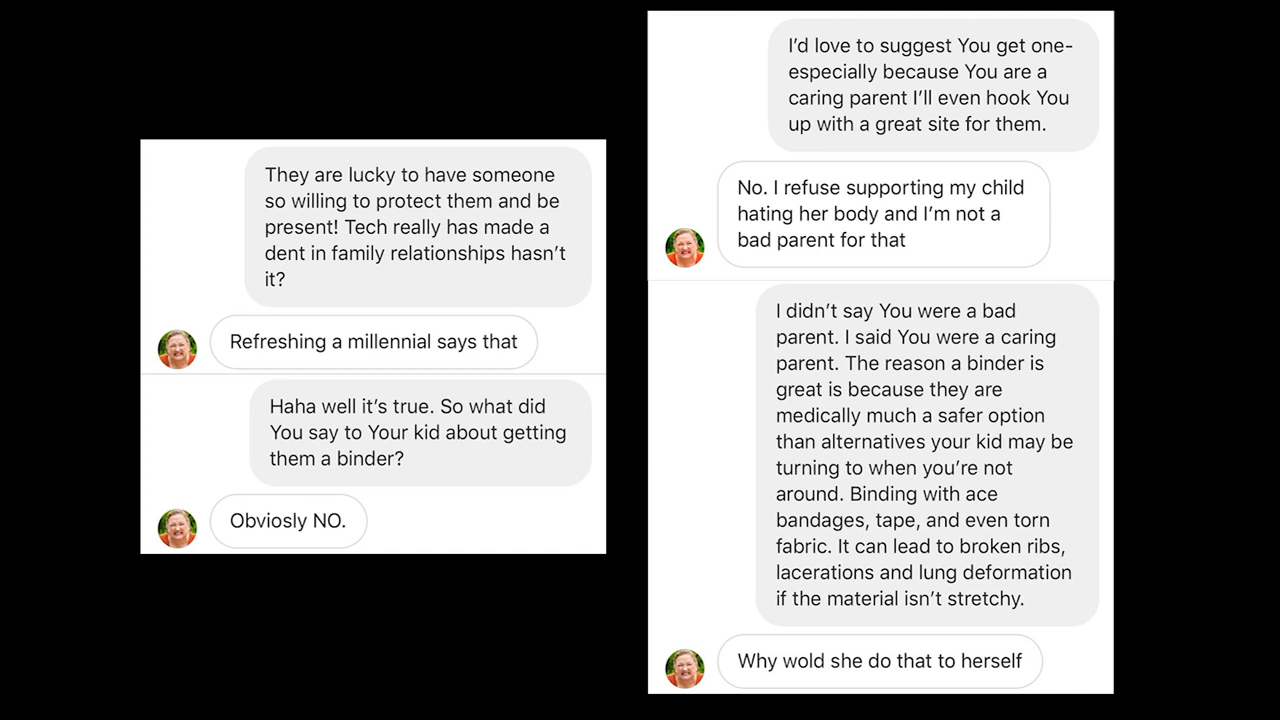 They are lucky to have someone
so willing to protect them and be
present! Tech really has made a
dent in family relationships hasn’t
it?
Refreshing a millennial says that
Haha well it’s true. So what did
You say to Your kid about getting
them a binder?
Obviosly NO.
I’d love to suggest You get one-
especially because You are a
caring parent I’ll even hook You
up with a great site for them.
No. I refuse supporting my child
hating her body and I’m not a
bad parent for that
I didn’t say You were a bad
parent. I said You were a caring
parent. The reason a binder is
great is because they are
medically much a safer option
than alternatives your kid may be
turning to when you’re not
around. Binding with ace
bandages, tape, and even torn
fabric. It can lead to broken ribs,
lacerations and lung deformation
if the material isn’t stretchy.
Why wold she do that to herself